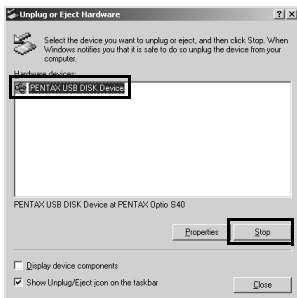 Unplug or Eject Hardware
Select the device you want to unplug or eject, and then click Stop. When
Windows notifies you that it is safe to do so unplug the device from your
computer.
Hardware devices:
PENTAX USB DISK Device
PENTAX USB DISK Device at PENTAX Optio S40
Properties
Stop
Display device components
Show Unplug/Eject icon on the taskbar
Close